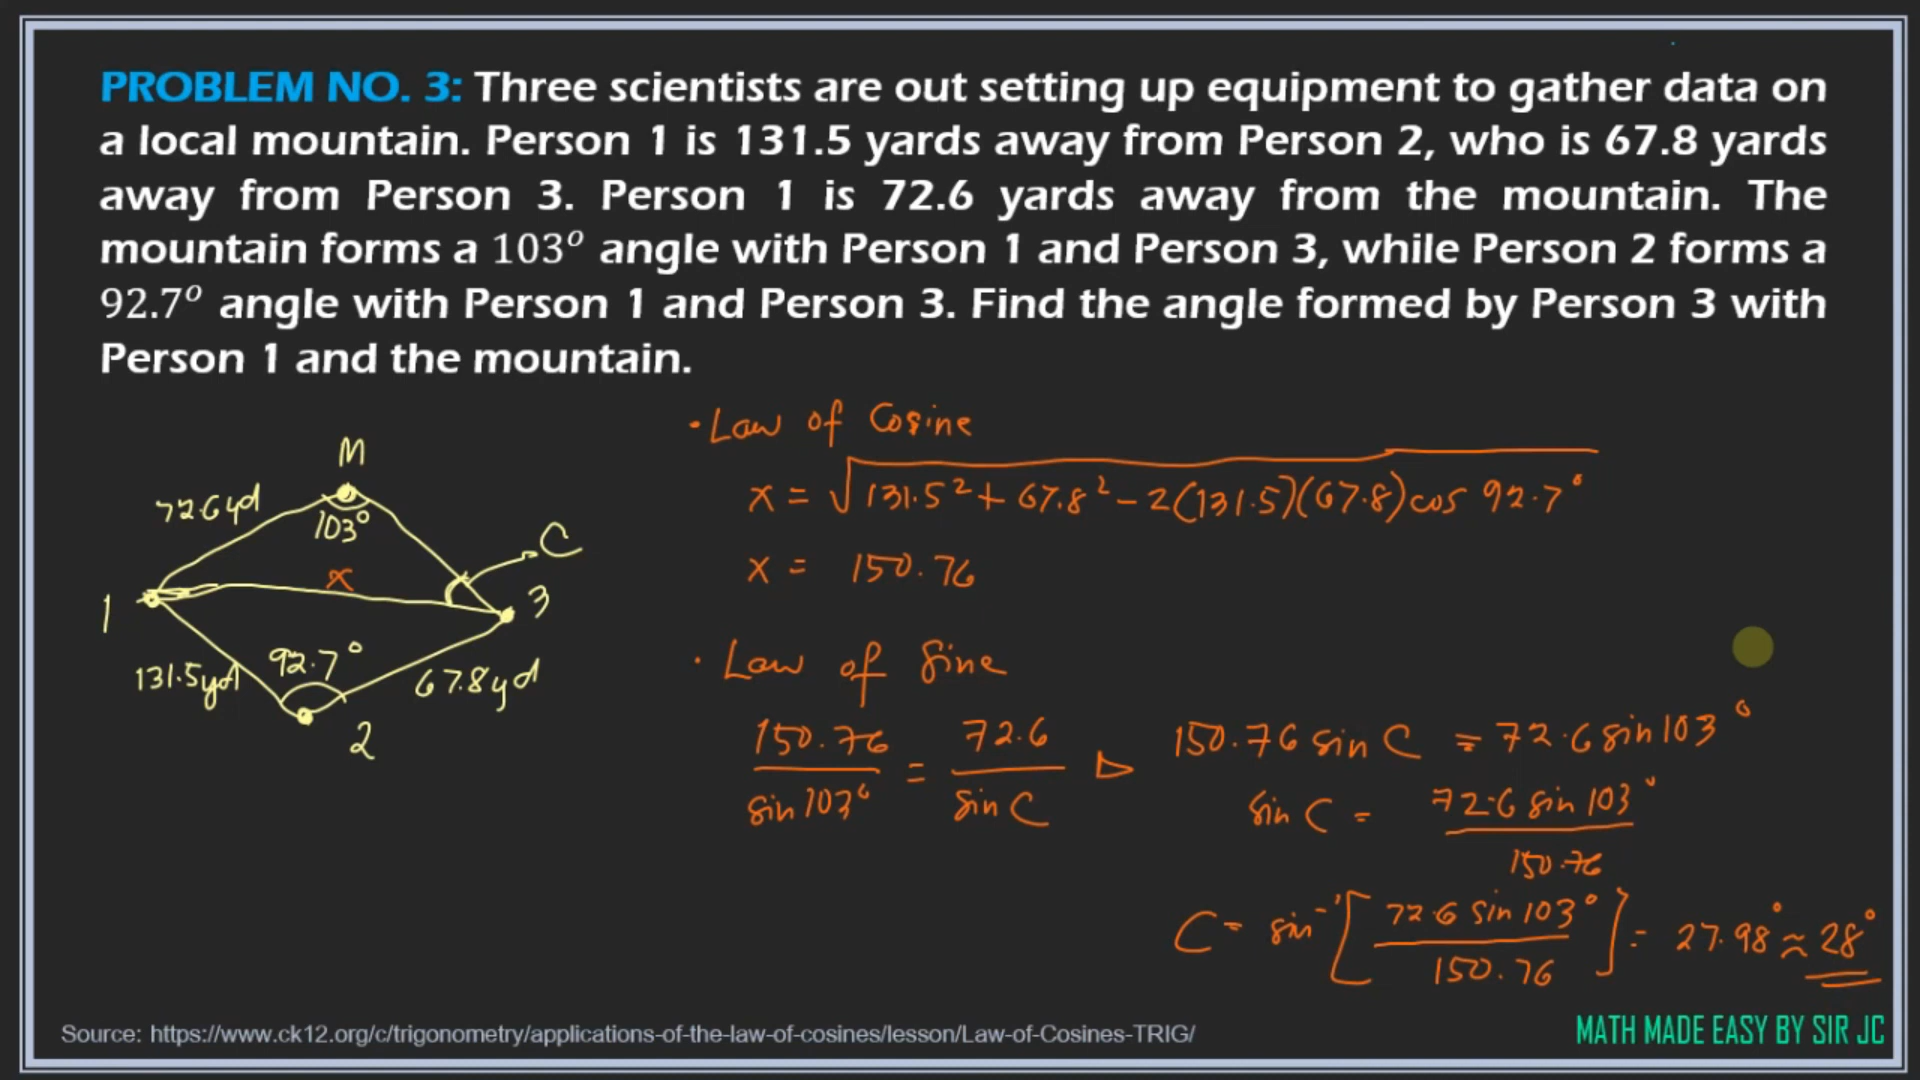 PROBLEM NO. 3: Three scientists are out setting up equipment to gather data on
a local mountain. Person 1 is 131.5 yards away from Person 2, who is 67.8 yards
away from Person 3. Person 1 is 72.6 yards away from the mountain. The
mountain forms a 103° angle with Person 1 and Person 3, while Person 2 forms a
92.7° angle with Person 1 and Person 3. Find the angle formed by Person 3 with
Person 1 and the mountain.
M
72.6yd
103°
C
x
1
3
92.7°
131.5yd
67.8yd
2
• Law of Cosine
x = √131.5² + 67.8² - 2(131.5)(67.8)cos 92.7°
x = 150.76
• Law of Sine
150.76 / sin 103° = 72.6 / sin C ▷
150.76 sin C = 72.6 sin 103°
sin C = 72.6 sin 103° / 150.76
C = sin⁻¹[72.6 sin 103° / 150.76] = 27.98° ≈ 28°
Source: https://www.ck12.org/c/trigonometry/applications-of-the-law-of-cosines/lesson/Law-of-Cosines-TRIG/
MATH MADE EASY BY SIR JC